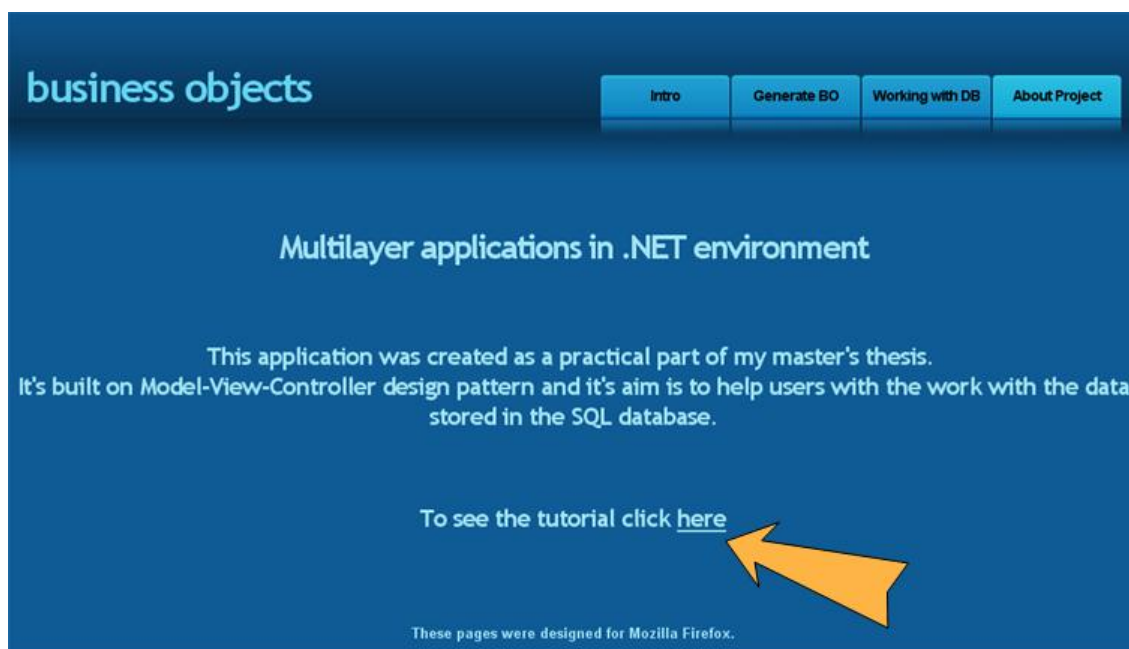 business objects
Intro
Generate BO
Working with DB
About Project
Multilayer applications in .NET environment
This application was created as a practical part of my master's thesis.
It's built on Model-View-Controller design pattern and it's aim is to help users with the work with the data
stored in the SQL database.
To see the tutorial click here
These pages were designed for Mozilla Firefox.